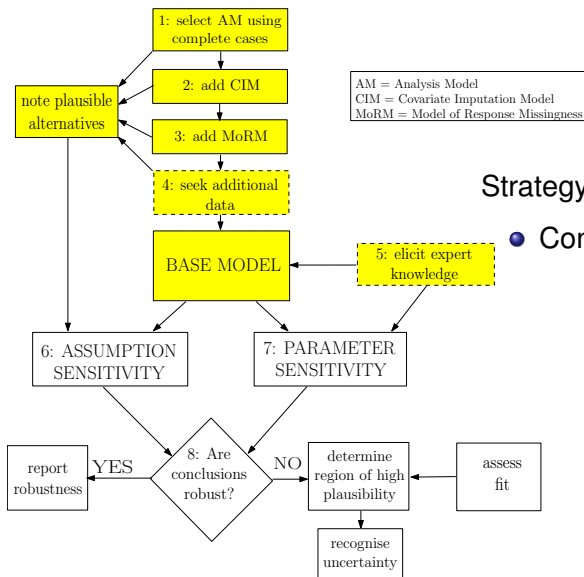 1: select AM using
complete cases
note plausible
alternatives
2: add CIM
3: add MoRM
4: seek additional
data
AM = Analysis Model
CIM = Covariate Imputation Model
MoRM = Model of Response Missingness
Strategy
BASE MODEL
5: elicit expert
knowledge
6: ASSUMPTION
SENSITIVITY
7: PARAMETER
SENSITIVITY
8: Are
conclusions
robust?
YES
NO
report
robustness
determine
region of high
plausibility
assess
fit
recognise
uncertainty